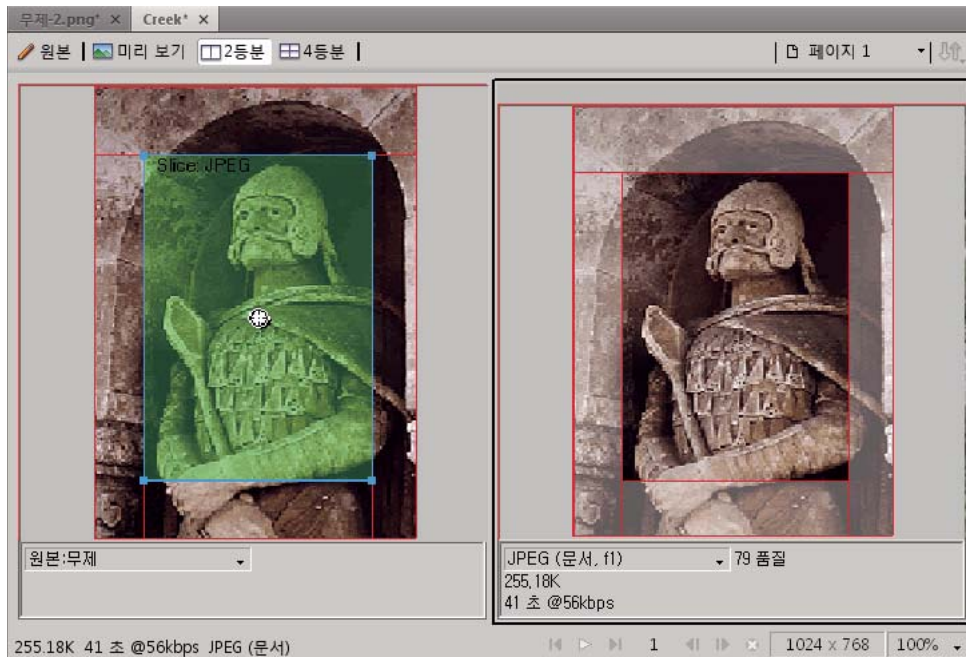 무제-2.png* × Creek* ×
원본 미리 보기 2등분 4등분 페이지 1
Slice: JPEG
원본:무제
JPEG (문서, f1) 79 품질
255,18K
41 초 @56kbps
255.18K 41 초 @56kbps JPEG (문서) 1 1024 x 768 100%